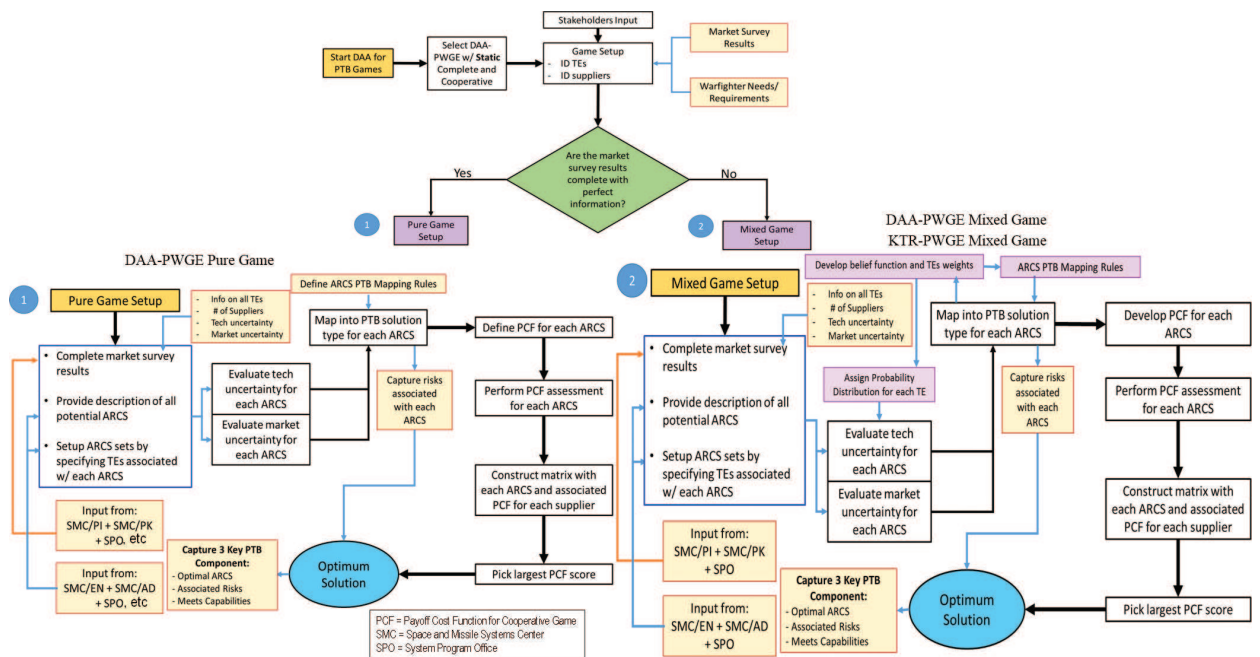 Stakeholders Input
Start DAA for
PTB Games
Select DAA-
PWGE w/ Static
Complete and
Cooperative
Game Setup
- ID TEs
- ID suppliers
Market Survey
Results
Warfighter Needs/
Requirements
Are the market
survey results
complete with
perfect
information?
Yes
No
1
Pure Game
Setup
2
Mixed Game
Setup
DAA-PWGE Mixed Game
KTR-PWGE Mixed Game
DAA-PWGE Pure Game
1
Pure Game Setup
- Info on all TEs
- # of Suppliers
- Tech uncertainty
- Market uncertainty
Define ARCS PTB Mapping Rules
Map into PTB solution
type for each ARCS
Define PCF for each ARCS
• Complete market survey
results
• Provide description of all
potential ARCS
• Setup ARCS sets by
specifying TEs associated
w/ each ARCS
Evaluate tech
uncertainty for
each ARCS
Evaluate market
uncertainty for
each ARCS
Capture risks
associated
with each
ARCS
Perform PCF assessment
for each ARCS
Construct matrix with
each ARCS and associated
PCF for each supplier
Pick largest PCF score
Input from:
SMC/PI + SMC/PK
+ SPO, etc
Input from:
SMC/EN + SMC/AD
+ SPO, etc
Capture 3 Key PTB
Component:
- Optimal ARCS
- Associated Risks
- Meets Capabilities
Optimum
Solution
PCF = Payoff Cost Function for Cooperative Game
SMC = Space and Missile Systems Center
SPO = System Program Office
2
Mixed Game Setup
- Info on all TEs
- # of Suppliers
- Tech uncertainty
- Market uncertainty
Develop belief function and TEs weights
ARCS PTB Mapping Rules
Map into PTB solution
type for each ARCS
Develop PCF for each
ARCS
• Complete market survey
results
• Provide description of all
potential ARCS
• Setup ARCS sets by
specifying TEs associated
w/ each ARCS
Assign Probability
Distribution for each TE
Evaluate tech
uncertainty for
each ARCS
Evaluate market
uncertainty for
each ARCS
Capture risks
associated
with each
ARCS
Perform PCF assessment
for each ARCS
Construct matrix with
each ARCS and associated
PCF for each supplier
Pick largest PCF score
Input from:
SMC/PI + SMC/PK
+ SPO
Input from:
SMC/EN + SMC/AD
+ SPO
Capture 3 Key PTB
Component:
- Optimal ARCS
- Associated Risks
- Meets Capabilities
Optimum
Solution